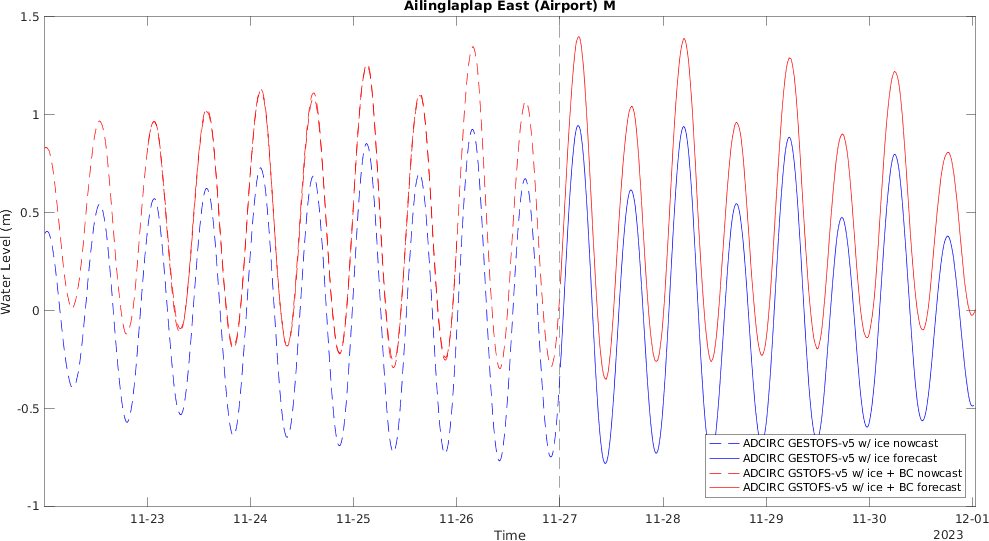 Ailinglaplap East (Airport) M
Water Level (m)
1.5
1
0.5
0
-0.5
-1
ADCIRC GESTOFS-v5 w/ ice nowcast
ADCIRC GESTOFS-v5 w/ ice forecast
ADCIRC GSTOFS-v5 w/ ice + BC nowcast
ADCIRC GSTOFS-v5 w/ ice + BC forecast
11-23 11-24 11-25 11-26 11-27 11-28 11-29 11-30 12-01
Time
2023